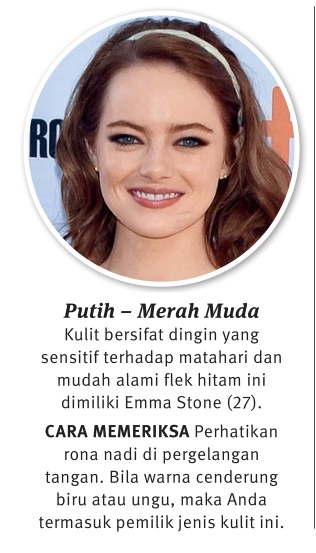 RO
Putih – Merah Muda
Kulit bersifat dingin yang
sensitif terhadap matahari dan
mudah alami flek hitam ini
dimiliki Emma Stone (27).
CARA MEMERIKSA Perhatikan
rona nadi di pergelangan
tangan. Bila warna cenderung
biru atau ungu, maka Anda
termasuk pemilik jenis kulit ini.